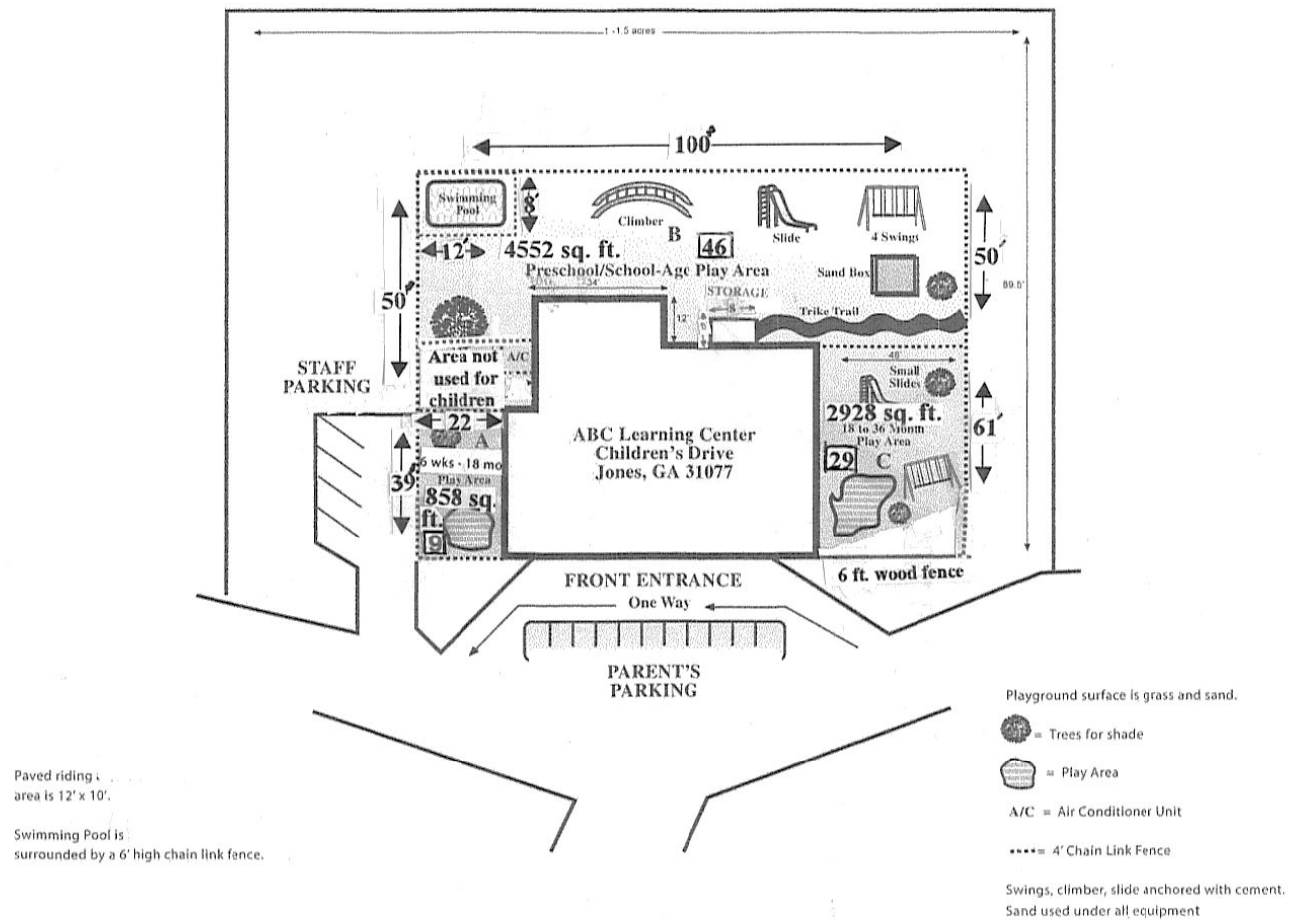 1 -1.5 acres
100'
Swimming
Pool
8'
Climber
B
Slide
4 Swings
12'
4552 sq. ft.
46
50'
Preschool/School-Age Play Area
Sand Box
89.5'
34'
STORAGE
8
50'
12'
Trike Trail
Area not
used for
children
A/C
48'
Small
Slides
STAFF
PARKING
22
2928 sq. ft.
61'
A
ABC Learning Center
Children's Drive
Jones, GA 31077
18 to 36 Month
Play Area
6 wks - 18 mo
29
C
39'
Play Area
858 sq.
ft.
9
FRONT ENTRANCE
6 ft. wood fence
One Way
PARENT'S
PARKING
Playground surface is grass and sand.
= Trees for shade
= Play Area
A/C = Air Conditioner Unit
= 4' Chain Link Fence
Swings, climber, slide anchored with cement.
Sand used under all equipment
Paved riding
area is 12' x 10'.
Swimming Pool is
surrounded by a 6' high chain link fence.